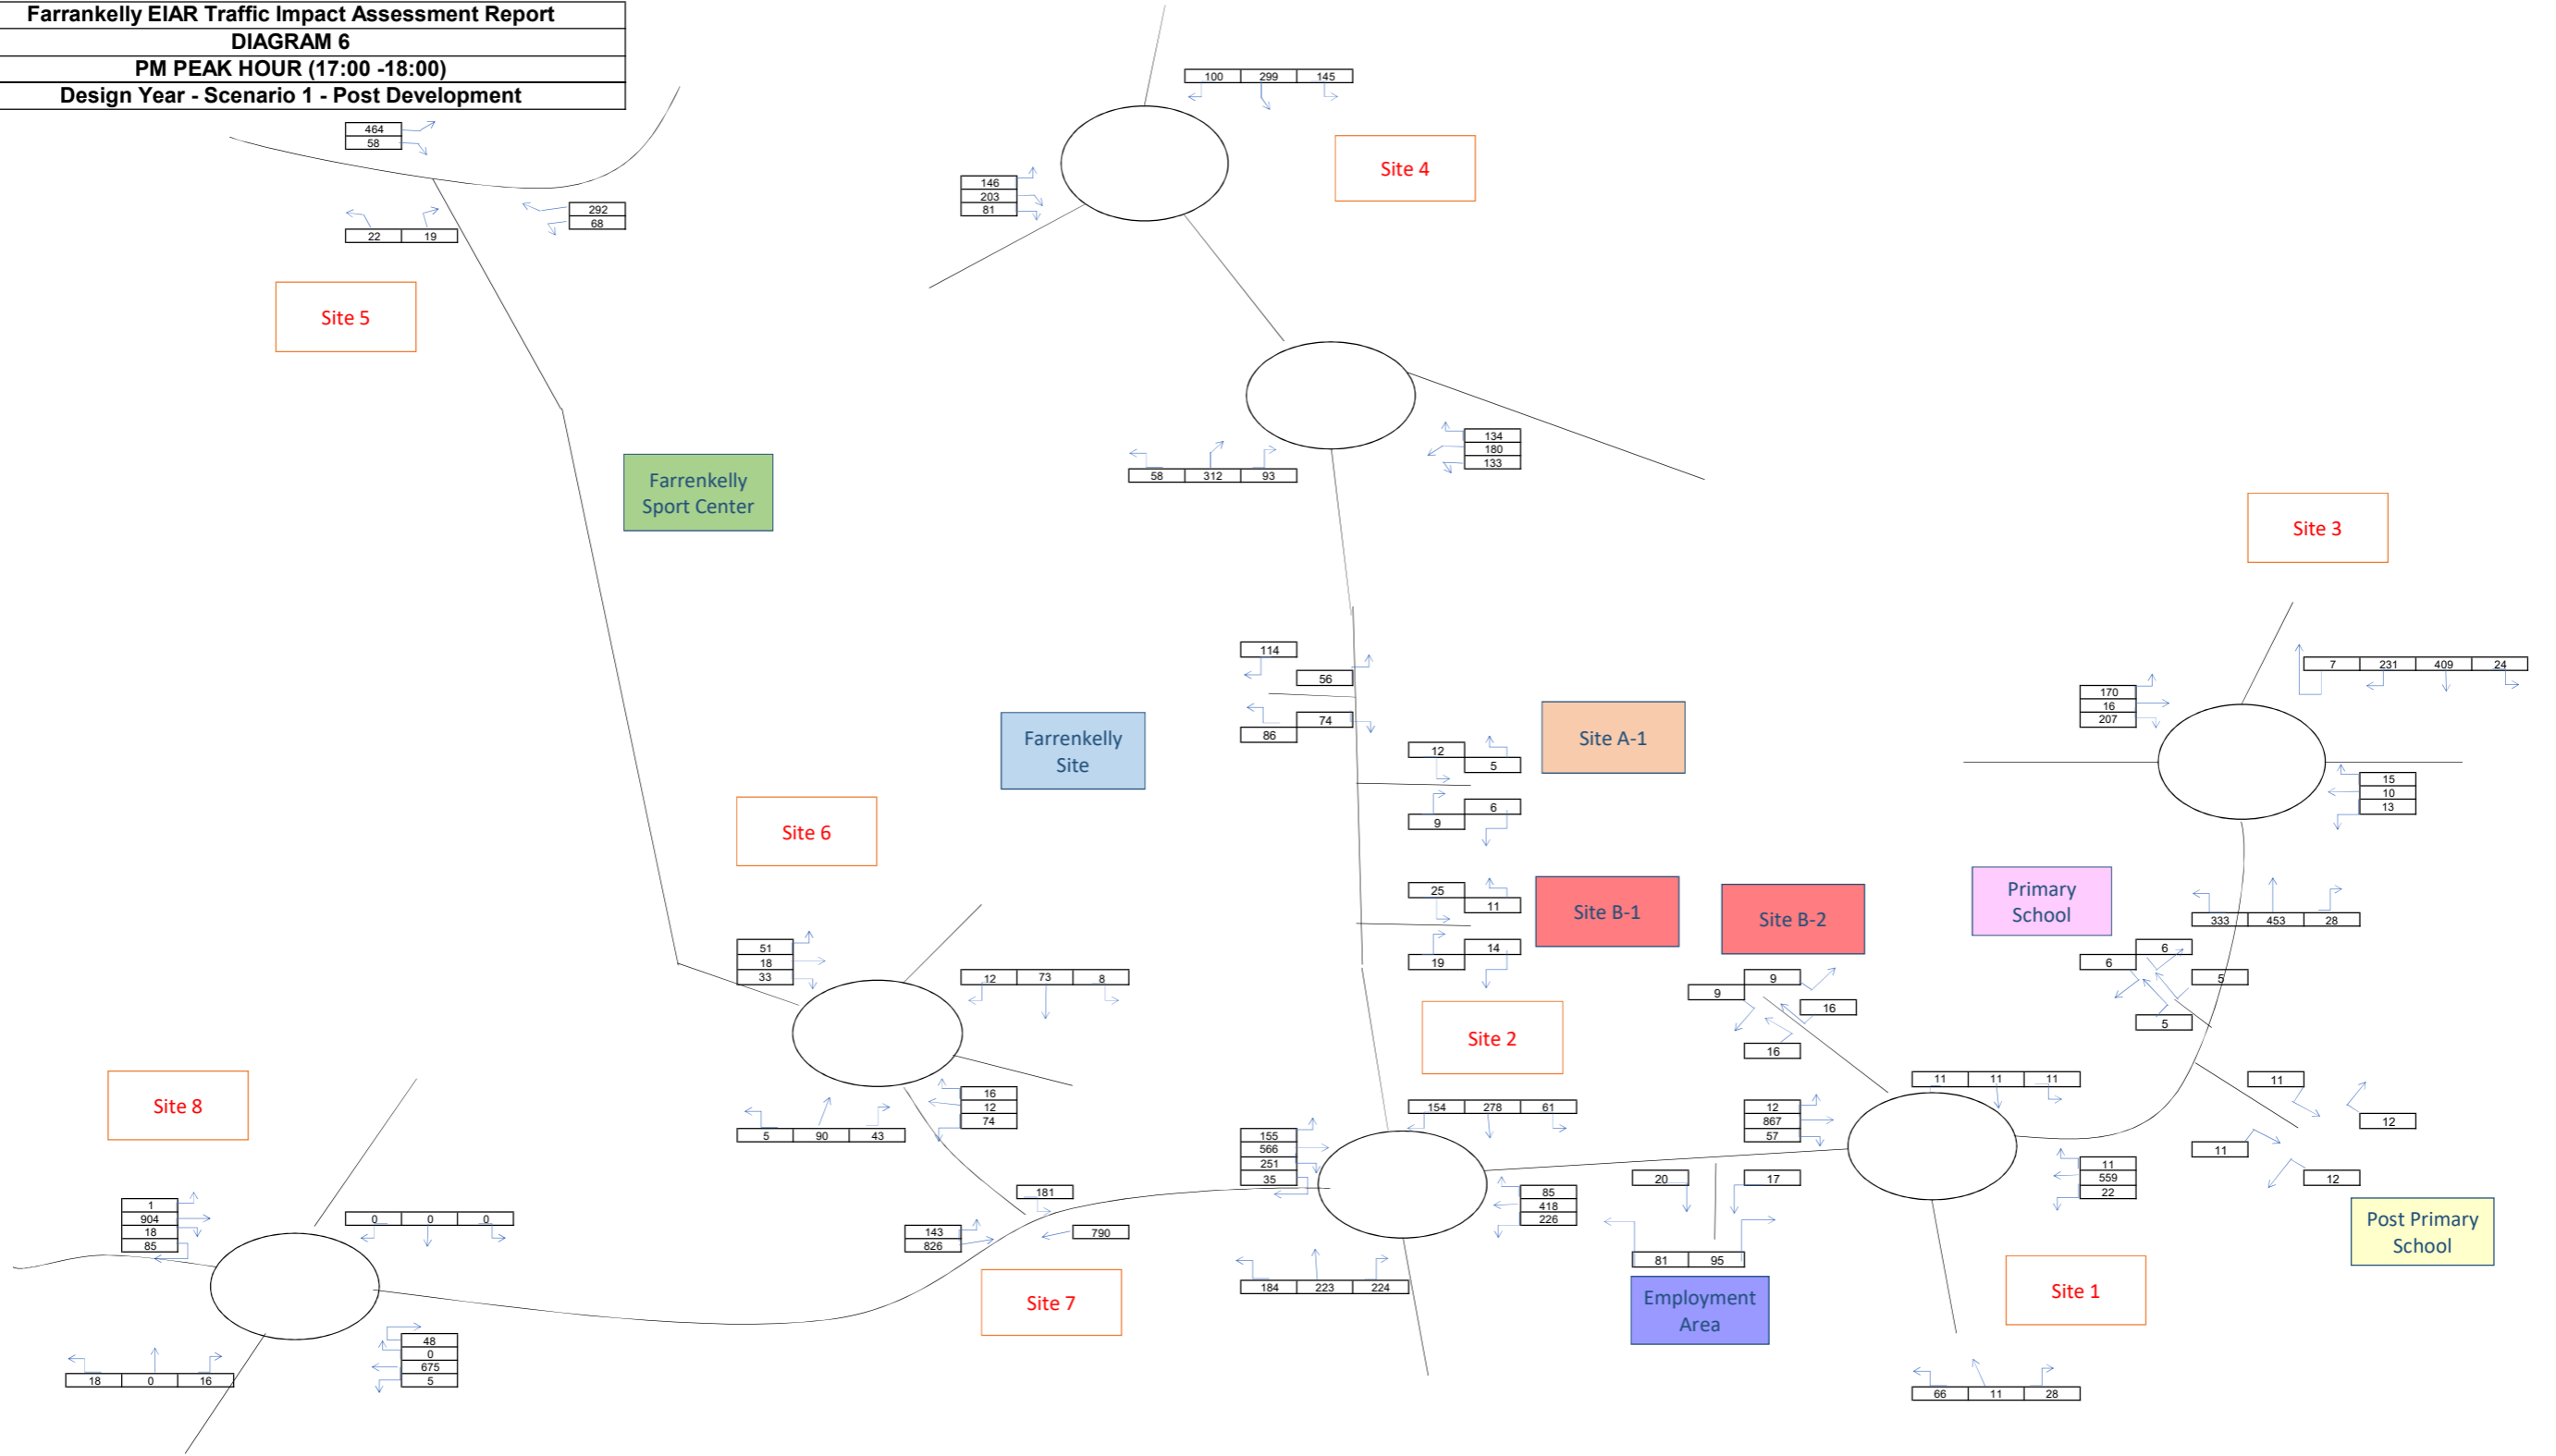 Farrankelly EIAR Traffic Impact Assessment Report
DIAGRAM 6
PM PEAK HOUR (17:00 -18:00)
Design Year - Scenario 1 - Post Development
464
58
22 19
292
68
Site 5
100 299 145
146
203
81
Site 4
58 312 93
134
180
133
Farrenkelly
Sport Center
Site 3
7 231 409 24
170
16
207
15
10
13
333 453 28
114
56
74
86
Farrenkelly
Site
12
5
6
9
Site A-1
25
11
14
19
Site B-1
Site B-2
Primary
School
6
6
5
5
9
9
16
16
Site 6
51
18
33
12 73 8
5 90 43
16
12
74
Site 2
154 278 61
155
566
251
35
85
418
226
184 223 224
11 11 11
12
867
57
11
559
22
66 11 28
Site 1
11
12
11
12
Post Primary
School
20
17
81 95
Employment
Area
181
143
826
790
Site 7
Site 8
1
904
18
85
0 0 0
48
0
675
5
18 0 16